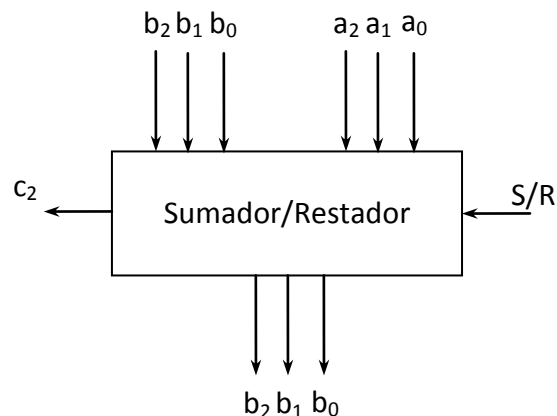 b₂ b₁ b₀ a₂ a₁ a₀
c₂
S/R
Sumador/Restador
b₂ b₁ b₀